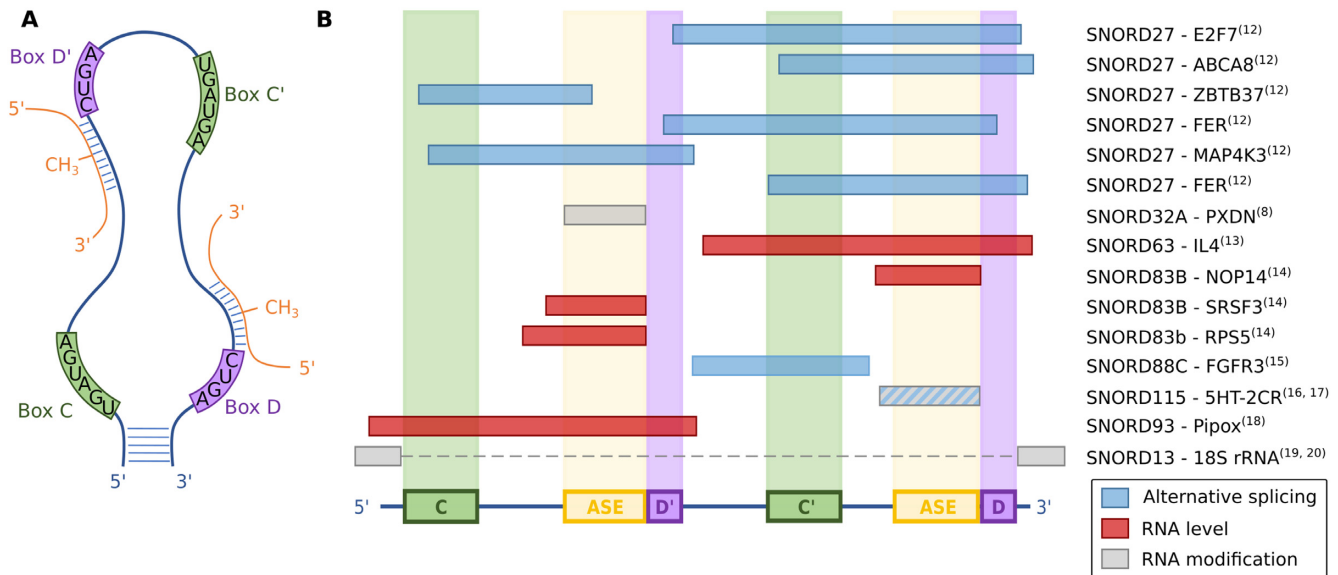 A
Box D'
AGUC
UGAUGA
Box C'
5'
CH3
3'
3'
CH3
5'
AGUAGU
CUGA
Box C
Box D
5'
3'
B
SNORD27 - E2F7(12)
SNORD27 - ABCA8(12)
SNORD27 - ZBTB37(12)
SNORD27 - FER(12)
SNORD27 - MAP4K3(12)
SNORD27 - FER(12)
SNORD32A - PXDN(8)
SNORD63 - IL4(13)
SNORD83B - NOP14(14)
SNORD83B - SRSF3(14)
SNORD83b - RPS5(14)
SNORD88C - FGFR3(15)
SNORD115 - 5HT-2CR(16, 17)
SNORD93 - Pipox(18)
SNORD13 - 18S rRNA(19, 20)
5' C ASE D' C' ASE D 3'
Alternative splicing
RNA level
RNA modification